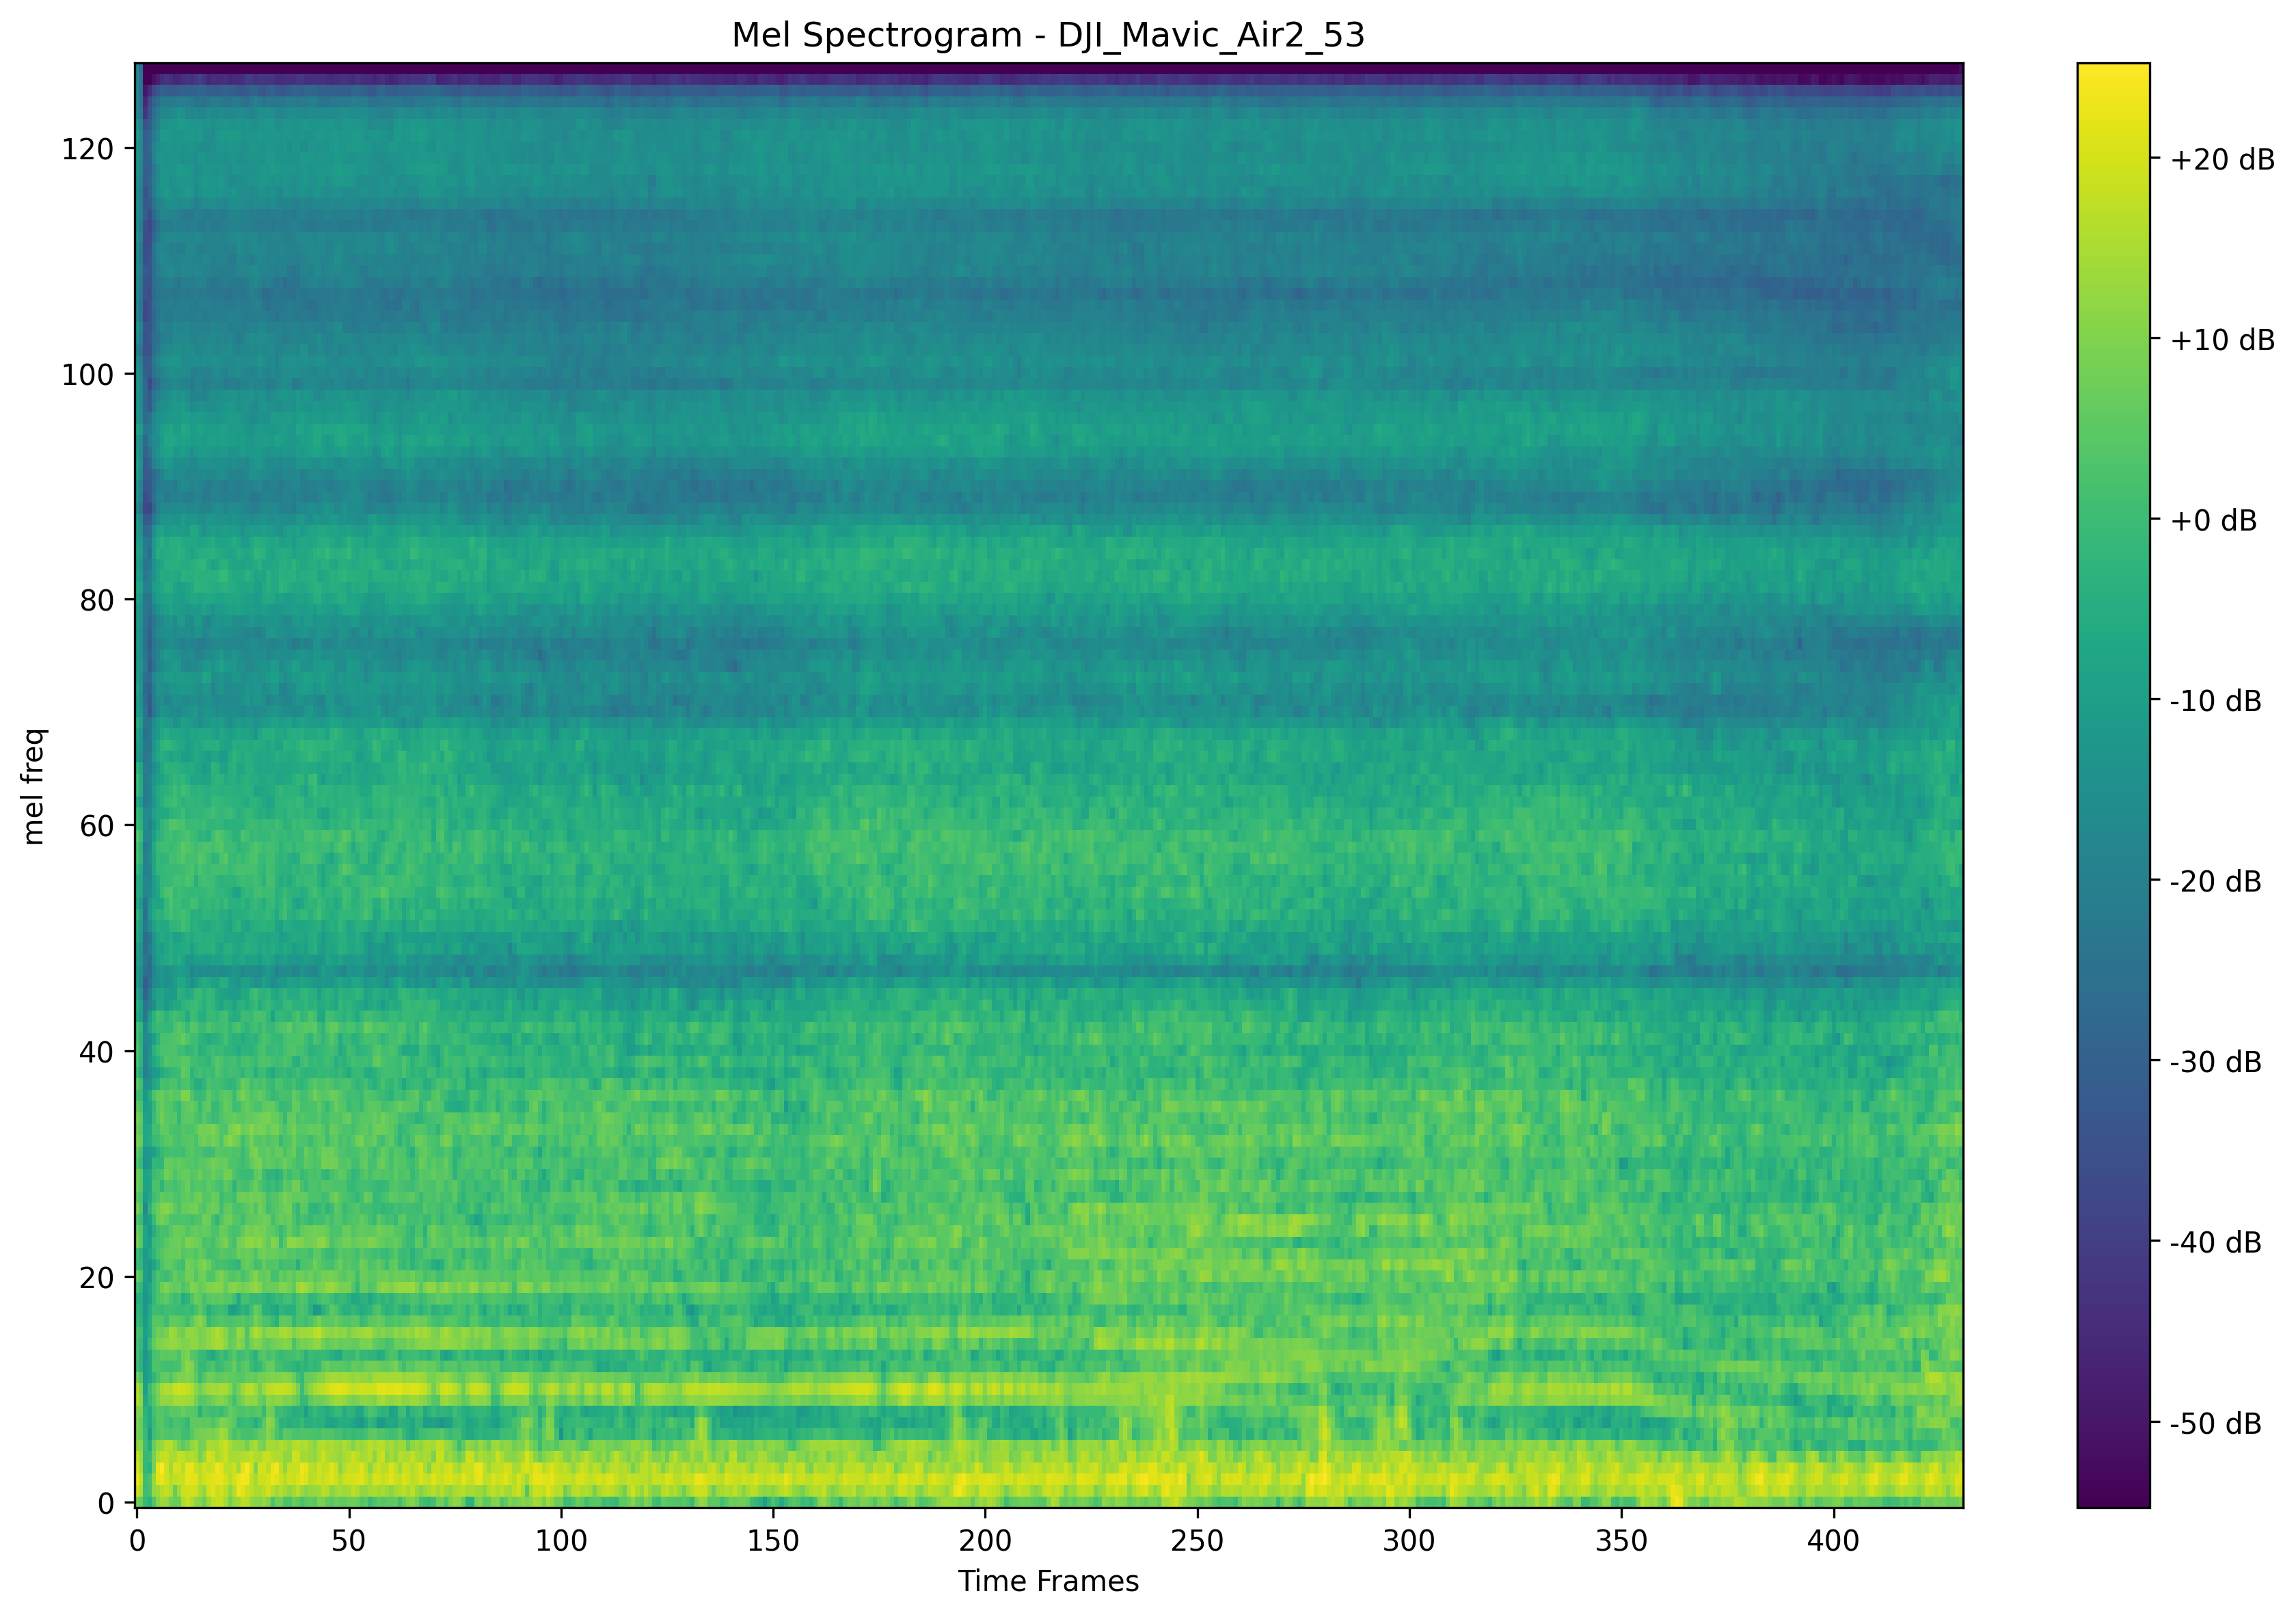 Mel Spectrogram - DJI_Mavic_Air2_53
mel freq
120
100
80
60
40
20
0
0 50 100 150 200 250 300 350 400
Time Frames
+20 dB
+10 dB
+0 dB
-10 dB
-20 dB
-30 dB
-40 dB
-50 dB